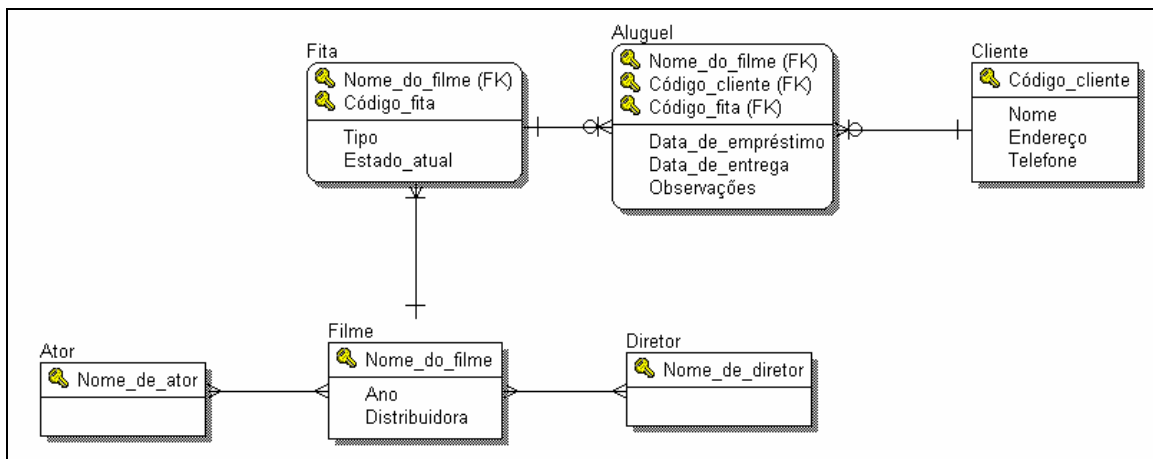 Fita
Nome_do_filme (FK)
Código_fita
Tipo
Estado_atual
Aluguel
Nome_do_filme (FK)
Código_cliente (FK)
Código_fita (FK)
Data_de_empréstimo
Data_de_entrega
Observações
Cliente
Código_cliente
Nome
Endereço
Telefone
Ator
Nome_de_ator
Filme
Nome_do_filme
Ano
Distribuidora
Diretor
Nome_de_diretor